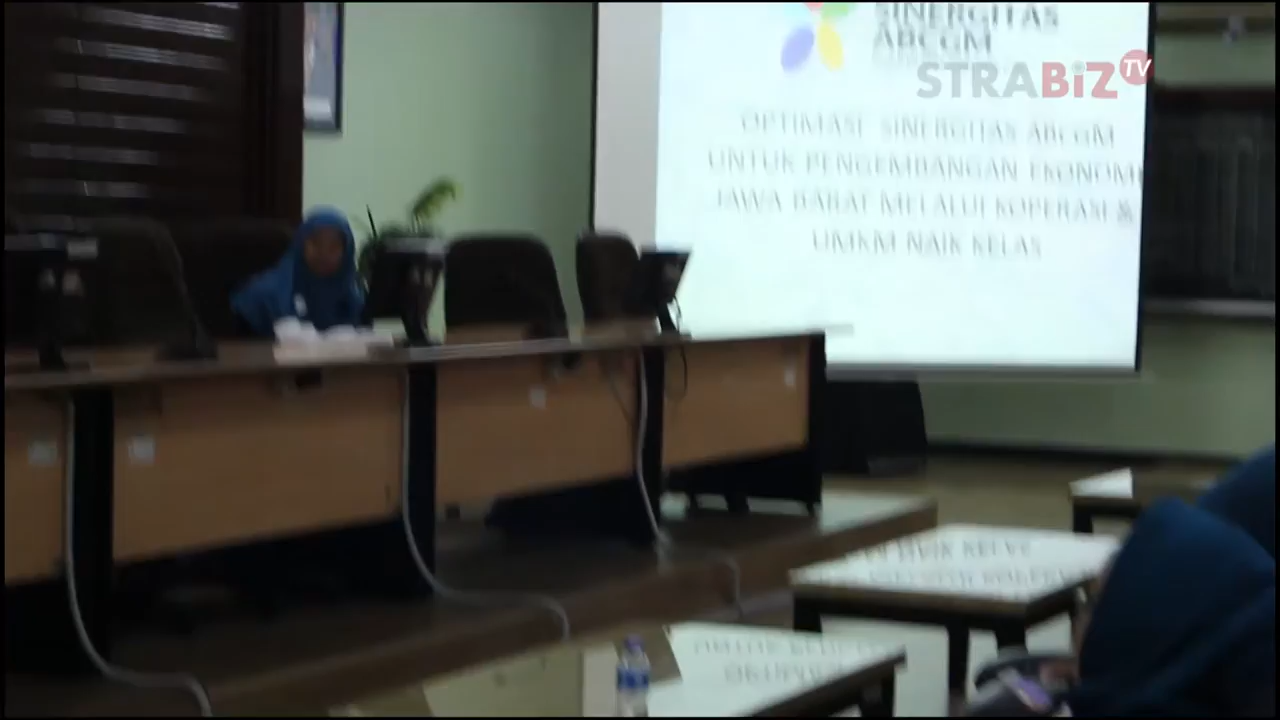 SINERGITAS
ABCGM
STRABIZ TV
OPTIMASI SINERGITAS ABCGM
UNTUK PENGEMBANGAN EKONOMI
JAWA BARAT MELALUI KOPERASI &
UMKM NAIK KELAS